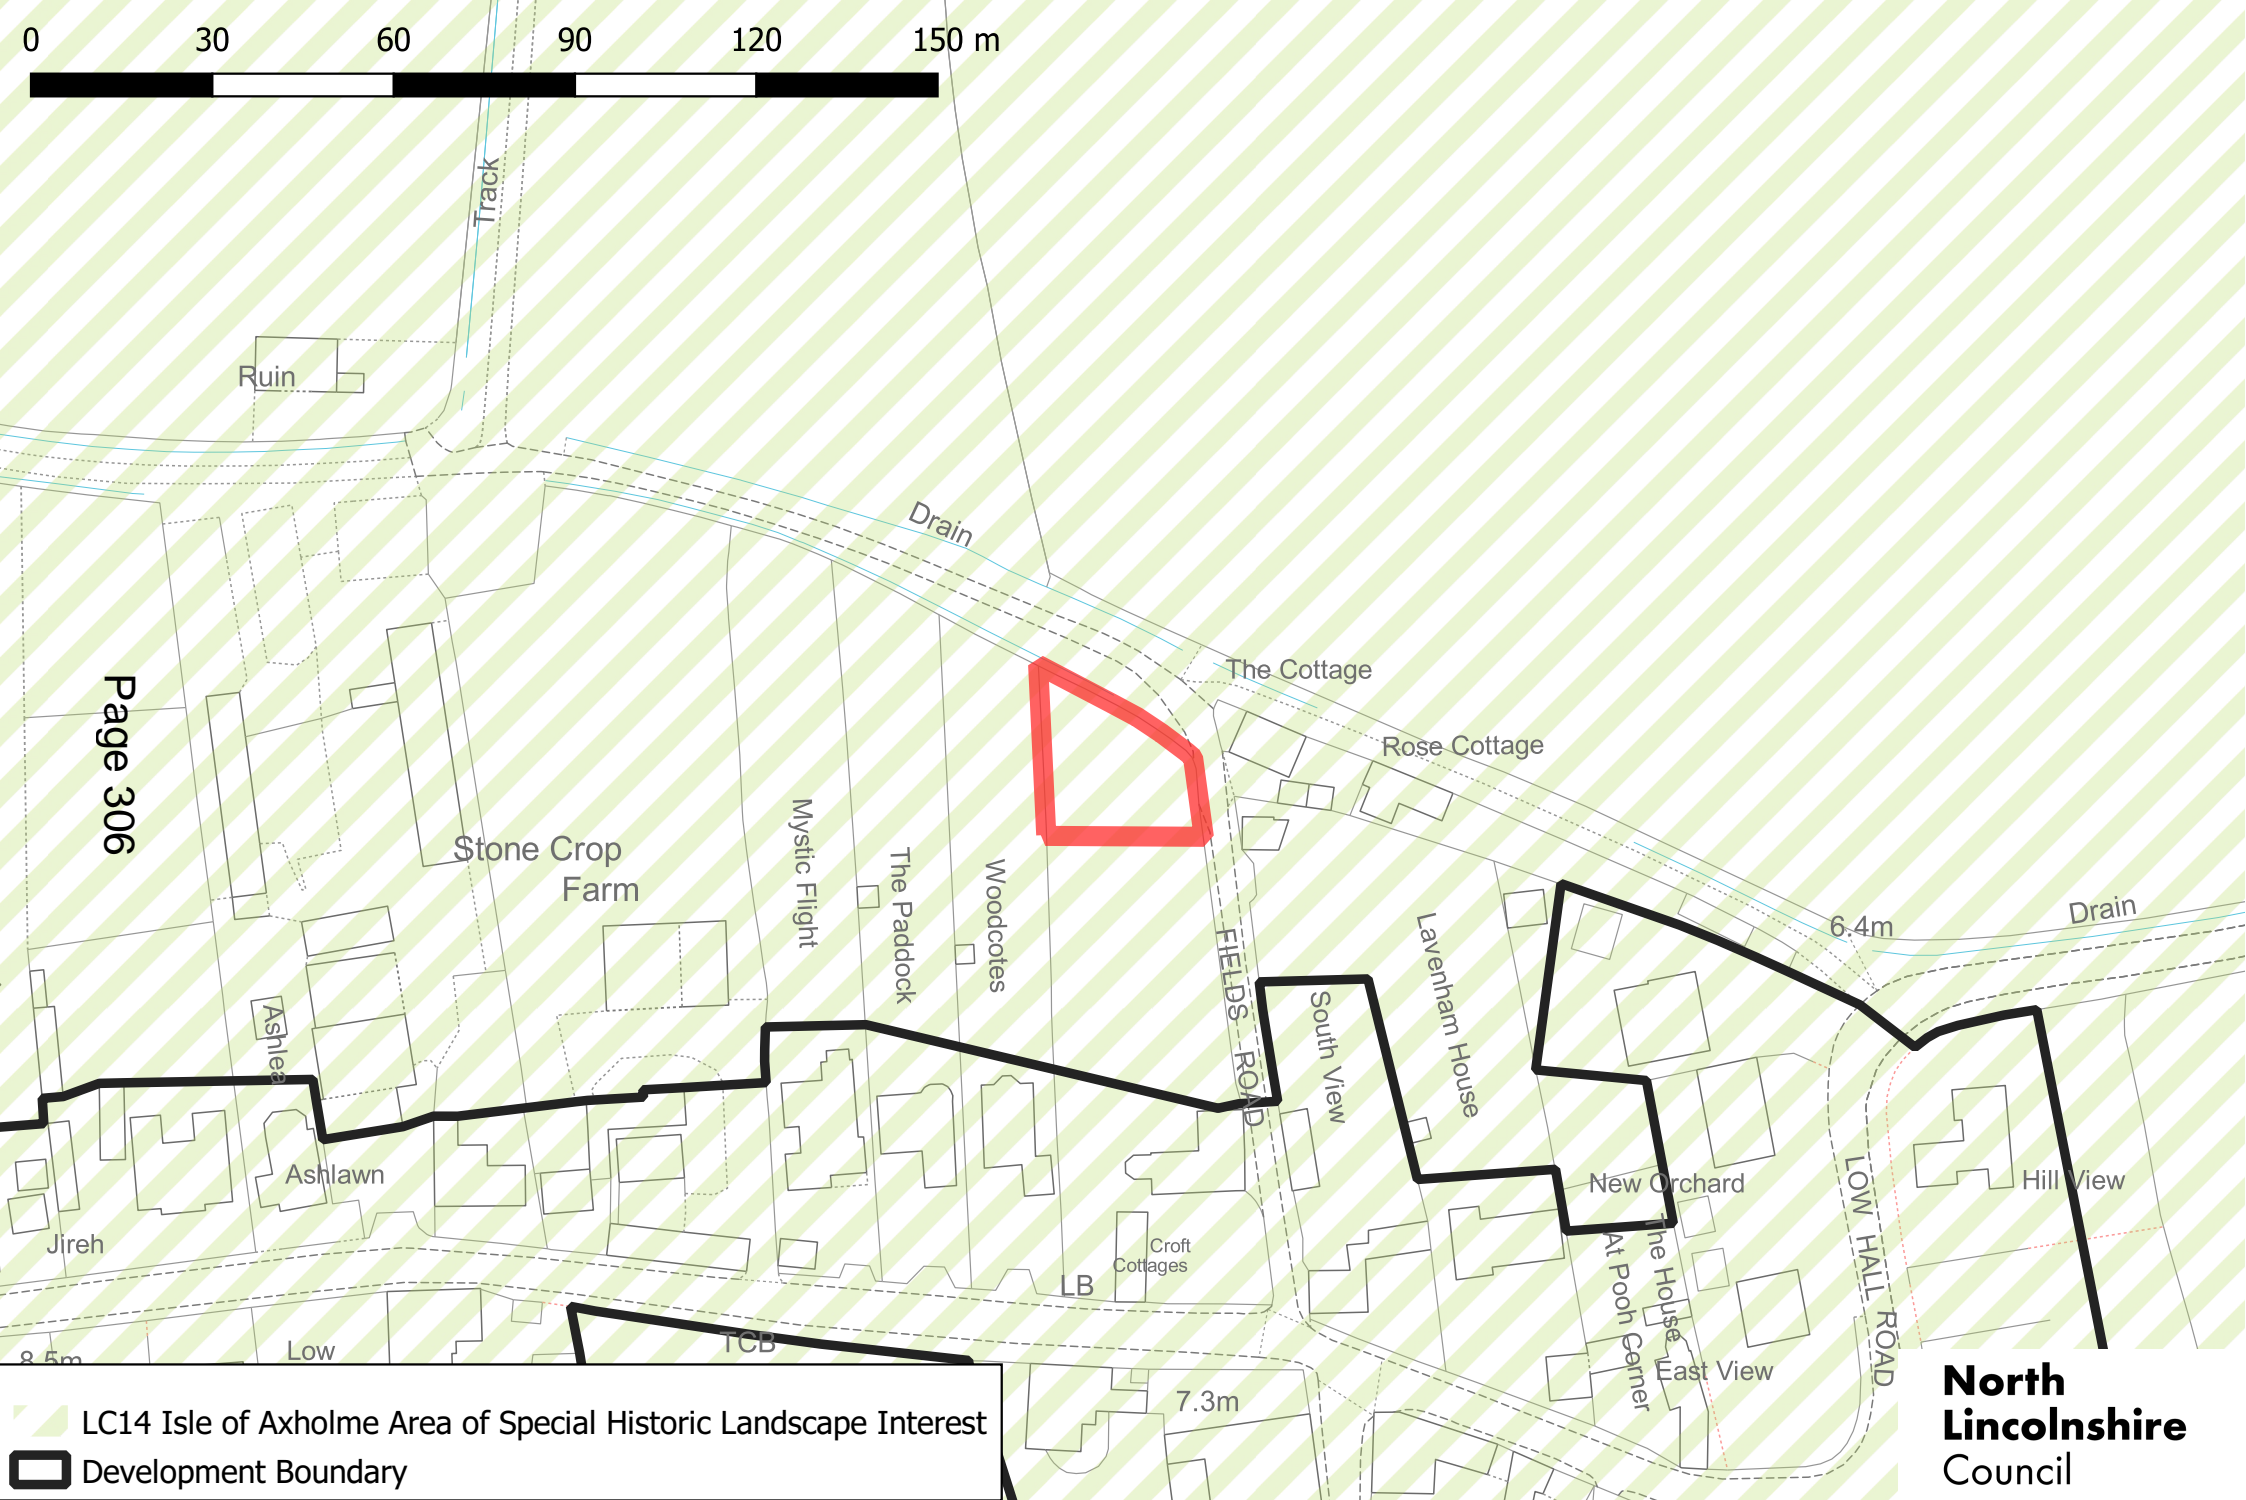 0 30 60 90 120 150 m
Track
Ruin
Drain
The Cottage
Rose Cottage
Page 306
Stone Crop
Farm
Mystic Flight
The Paddock
Woodcotes
FIELDS ROAD
South View
Lavenham House
6.4m
Drain
Ashlea
Ashlawn
Jireh
New Orchard
Hill View
LOW HALL ROAD
The House
At Pooh Corner
East View
Croft
Cottages
LB
TCB
Low
8.5m
7.3m
LC14 Isle of Axholme Area of Special Historic Landscape Interest
Development Boundary
North
Lincolnshire
Council